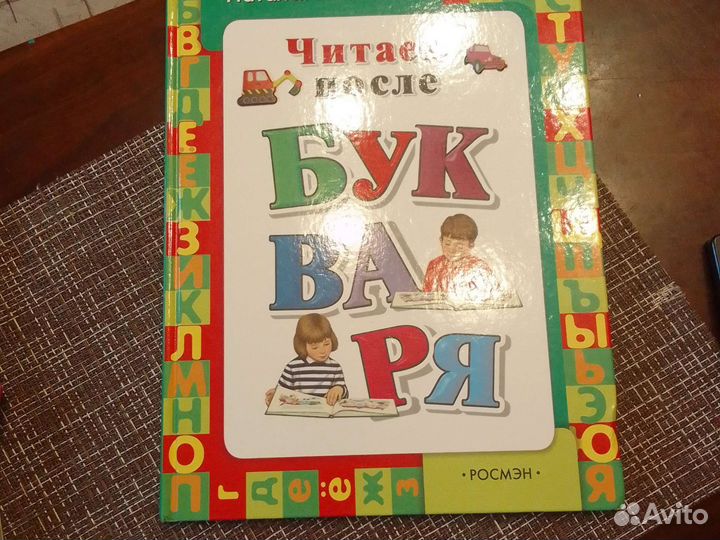 Читаем
после
БУК
ВА
РЯ
Б
В
Г
Д
Е
Ё
Ж
З
И
К
Л
М
Н
О
П
г д е ё ж з
• РОСМЭН •
С
Т
У
Х
Ц
Ъ
Ы
Ь
Э
Ю
Я
Avito